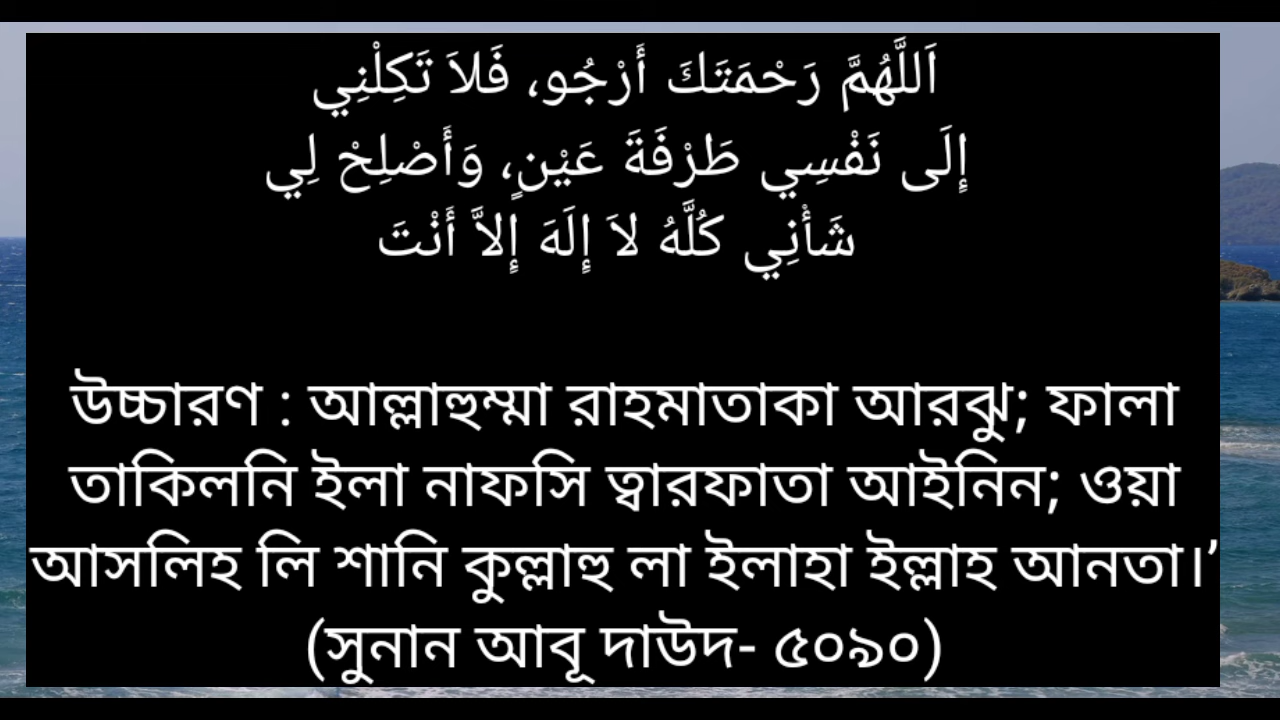 اَللَّهُمَّ رَحْمَتَكَ أَرْجُو، فَلاَ تَكِلْنِي
إِلَى نَفْسِي طَرْفَةَ عَيْنٍ، وَأَصْلِحْ لِي
شَأْنِي كُلَّهُ لاَ إِلَهَ إِلاَّ أَنْتَ
উচ্চারণ : আল্লাহুম্মা রাহমাতাকা আরঝু; ফালা
তাকিলনি ইলা নাফসি ত্বারফাতা আইনিন; ওয়া
আসলিহ লি শানি কুল্লাহু লা ইলাহা ইল্লাহ আনতা।’
(সুনান আবূ দাউদ- ৫০৯০)